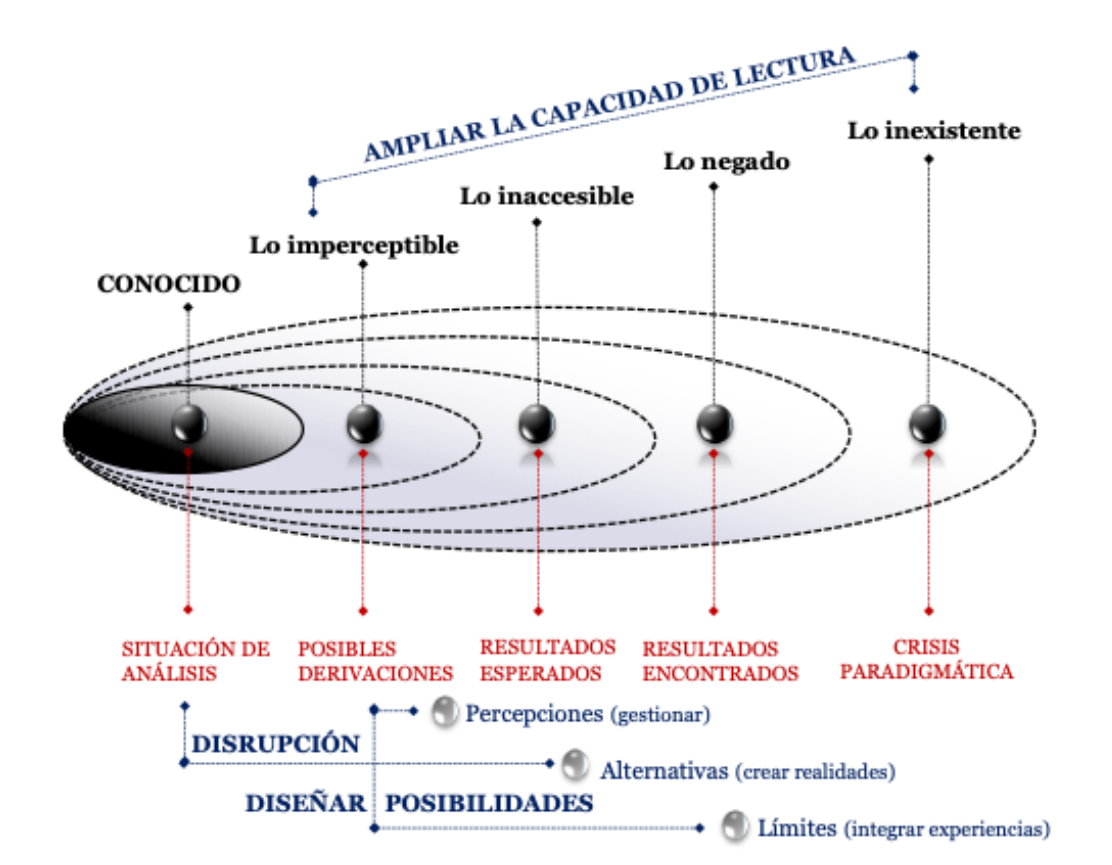 AMPLIAR LA CAPACIDAD DE LECTURA
Lo inexistente
Lo negado
Lo inaccesible
Lo imperceptible
CONOCIDO
SITUACIÓN DE
ANÁLISIS
POSIBLES
DERIVACIONES
RESULTADOS
ESPERADOS
RESULTADOS
ENCONTRADOS
CRISIS
PARADIGMÁTICA
Percepciones (gestionar)
DISRUPCIÓN
Alternativas (crear realidades)
DISEÑAR POSIBILIDADES
Límites (integrar experiencias)